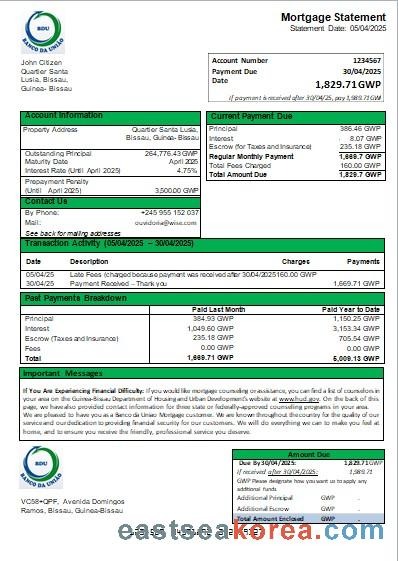 Mortgage Statement
Statement Date: 05/04/2025
BDU
BANCO DA UNIÃO
John Citizen
Quartier Santa
Lusia, Bissau,
Guinea- Bissau
Account Number 1234567
Payment Due Date 30/04/2025
1,829.71GWP
If payment is received after 30/04/25, pay 1,989.71GW
Account Information
Property Address Quartier Santa Lusia,
Bissau, Guinea- Bissau
Outstanding Principal 264,776.43 GWP
Maturity Date April 2025
Interest Rate (Until April 2025) 4.75%
Prepayment Penalty
(Until April 2025) 3,500.00 GWP
Contact Us
By Phone: +245 955 152 037
Mail: ouvidoria@wise.com
See back for mailing addresses
Current Payment Due
Principal 386.46 GWP
Interest 8.07 GWP
Escrow (for Taxes and Insurance) 235.18 GWP
Regular Monthly Payment 1,669.7 GWP
Total Fees Charged 160.00 GWP
Total Amount Due 1,829.7 GWP
Transaction Activity (05/04/2025 – 30/04/2025)
Date Description Charges Payments
05/04/25 Late Fees (charged because payment was received after 30/04/2025160.00 GWP
30/04/25 Payment Received – Thank you 1,669.71 GWP
Past Payments Breakdown
Paid Last Month Paid Year to Date
Principal 384.93 GWP 1,150.25 GWP
Interest 1,049.60 GWP 3,153.34 GWP
Escrow (Taxes and Insurance) 235.18 GWP 705.54 GWP
Fees 0.00 GWP 0.00 GWP
Total 1,669.71 GWP 5,009.13 GWP
Important Messages
If You Are Experiencing Financial Difficulty: If you would like mortgage counseling or assistance, you can find a list of counselors in
your area on the Guinea-Bissau Department of Housing and Urban Development's website at www.hud.gov. On the back of
this page, we have also provided contact information for three state or federally-approved counseling programs in your area.
We are pleased to have you as a Banco da Uniao Mortgage customer. We are known throughout the country for the quality of our
service and our dedication to providing financial security for our customers. We will do everything we can to make you feel at
home, and to ensure you receive the friendly, professional service you deserve.
BDU
BANCO DA UNIÃO
VC58+QPF, Avenida Domingos
Ramos, Bissau, Guinea-Bissau
Amount Due
Due By 30/04/2025: 1,829.71 GWP
If received after 30/04/2025: 1,989.71
GWP Please designate how you want us to apply any
additional funds.
Additional Principal GWP -
Additional Escrow GWP -
Total Amount Enclosed GWP -
eastseakorea.com